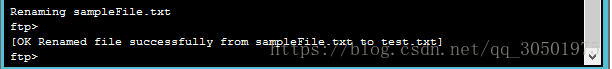 Renaming sampleFile.txt
ftp>
[OK Renamed file successfully from sampleFile.txt to test.txt]
ftp>
https://blog.csdn.net/qq_3050197